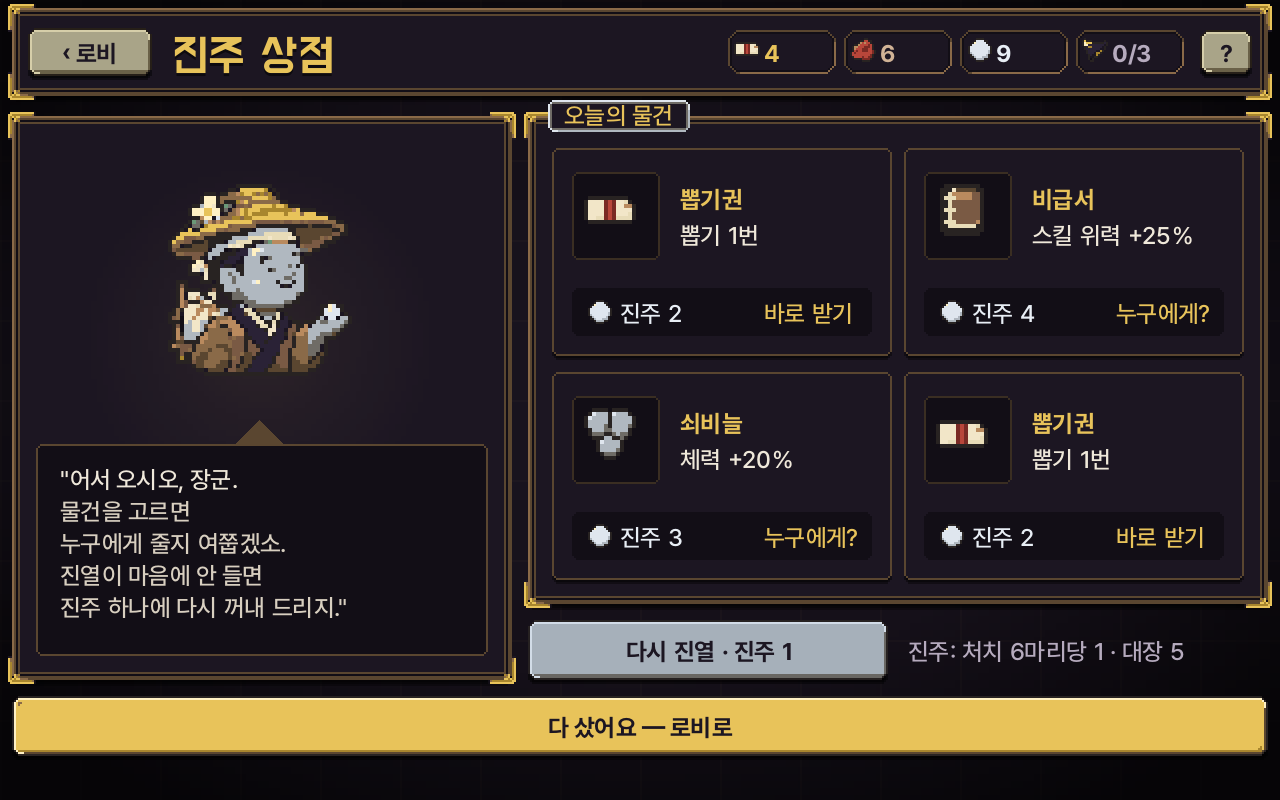 ‹ 로비
진주 상점
4
6
9
0/3
?
오늘의 물건
뽑기권
뽑기 1번
진주 2
바로 받기
비급서
스킬 위력 +25%
진주 4
누구에게?
쇠비늘
체력 +20%
진주 3
누구에게?
뽑기권
뽑기 1번
진주 2
바로 받기
"어서 오시오, 장군.
물건을 고르면
누구에게 줄지 여쭙겠소.
진열이 마음에 안 들면
진주 하나에 다시 꺼내 드리지."
다시 진열 · 진주 1
진주: 처치 6마리당 1 · 대장 5
다 샀어요 — 로비로